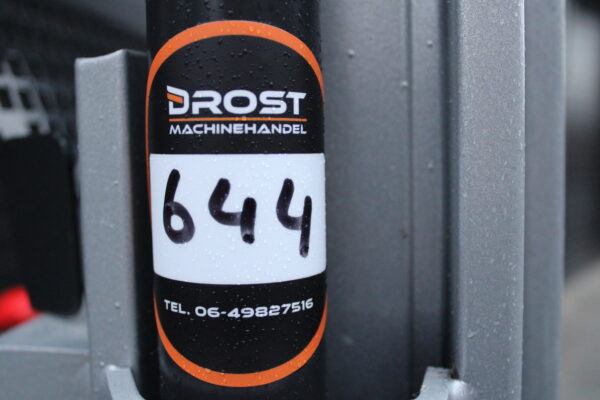 DROST
MACHINEHANDEL
644
TEL. 06-49827516